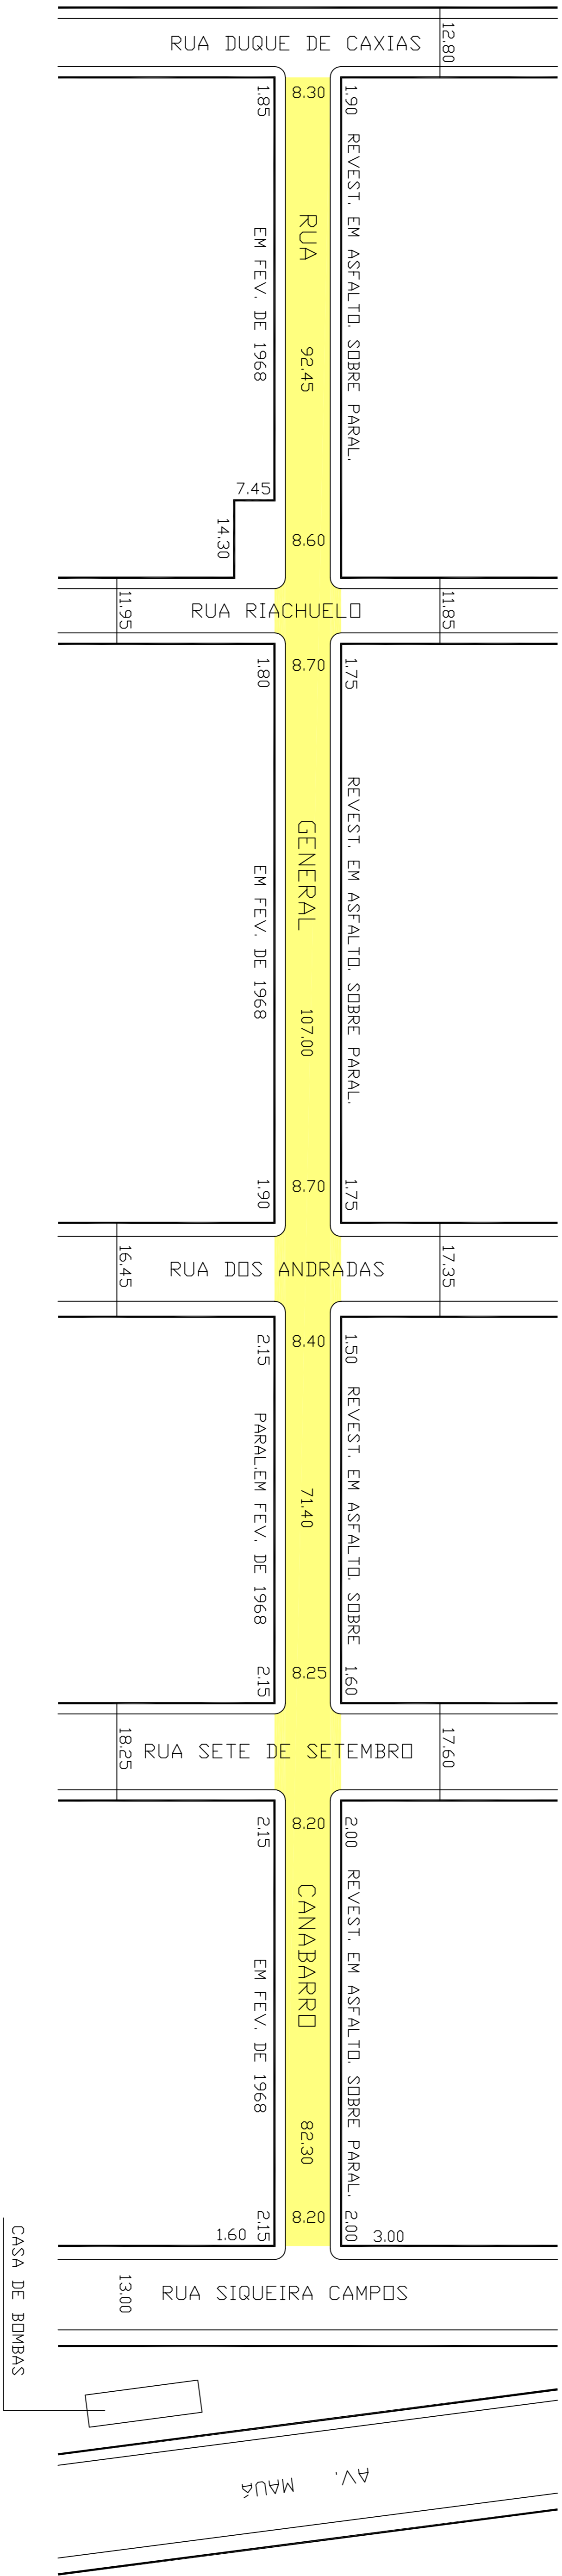 RUA DUQUE DE CAXIAS
12.80
1.85
8.30
1.90
REVEST. EM ASFALTO. SOBRE PARAL.
EM FEV. DE 1968
RUA
92.45
7.45
14.30
8.60
11.95
RUA RIACHUELO
11.85
1.80
8.70
1.75
REVEST. EM ASFALTO. SOBRE PARAL.
EM FEV. DE 1968
GENERAL
107.00
1.90
8.70
1.75
16.45
RUA DOS ANDRADAS
17.35
2.15
8.40
1.50
REVEST. EM ASFALTO. SOBRE
PARAL.EM FEV. DE 1968
71.40
2.15
8.25
1.60
18.25
RUA SETE DE SETEMBRO
17.60
2.15
8.20
2.00
REVEST. EM ASFALTO. SOBRE PARAL.
EM FEV. DE 1968
CANABARRO
82.30
1.60
2.15
8.20
2.00
3.00
13.00
RUA SIQUEIRA CAMPOS
CASA DE BOMBAS
AV. MAUÁ